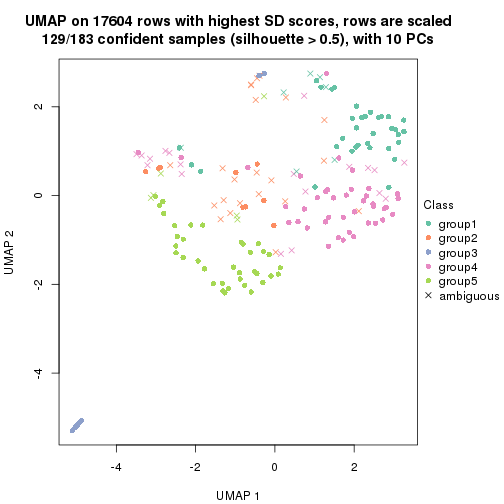 UMAP on 17604 rows with highest SD scores, rows are scaled
129/183 confident samples (silhouette > 0.5), with 10 PCs
2
0
-2
-4
UMAP 2
-4
-2
0
2
UMAP 1
Class
group1
group2
group3
group4
group5
ambiguous